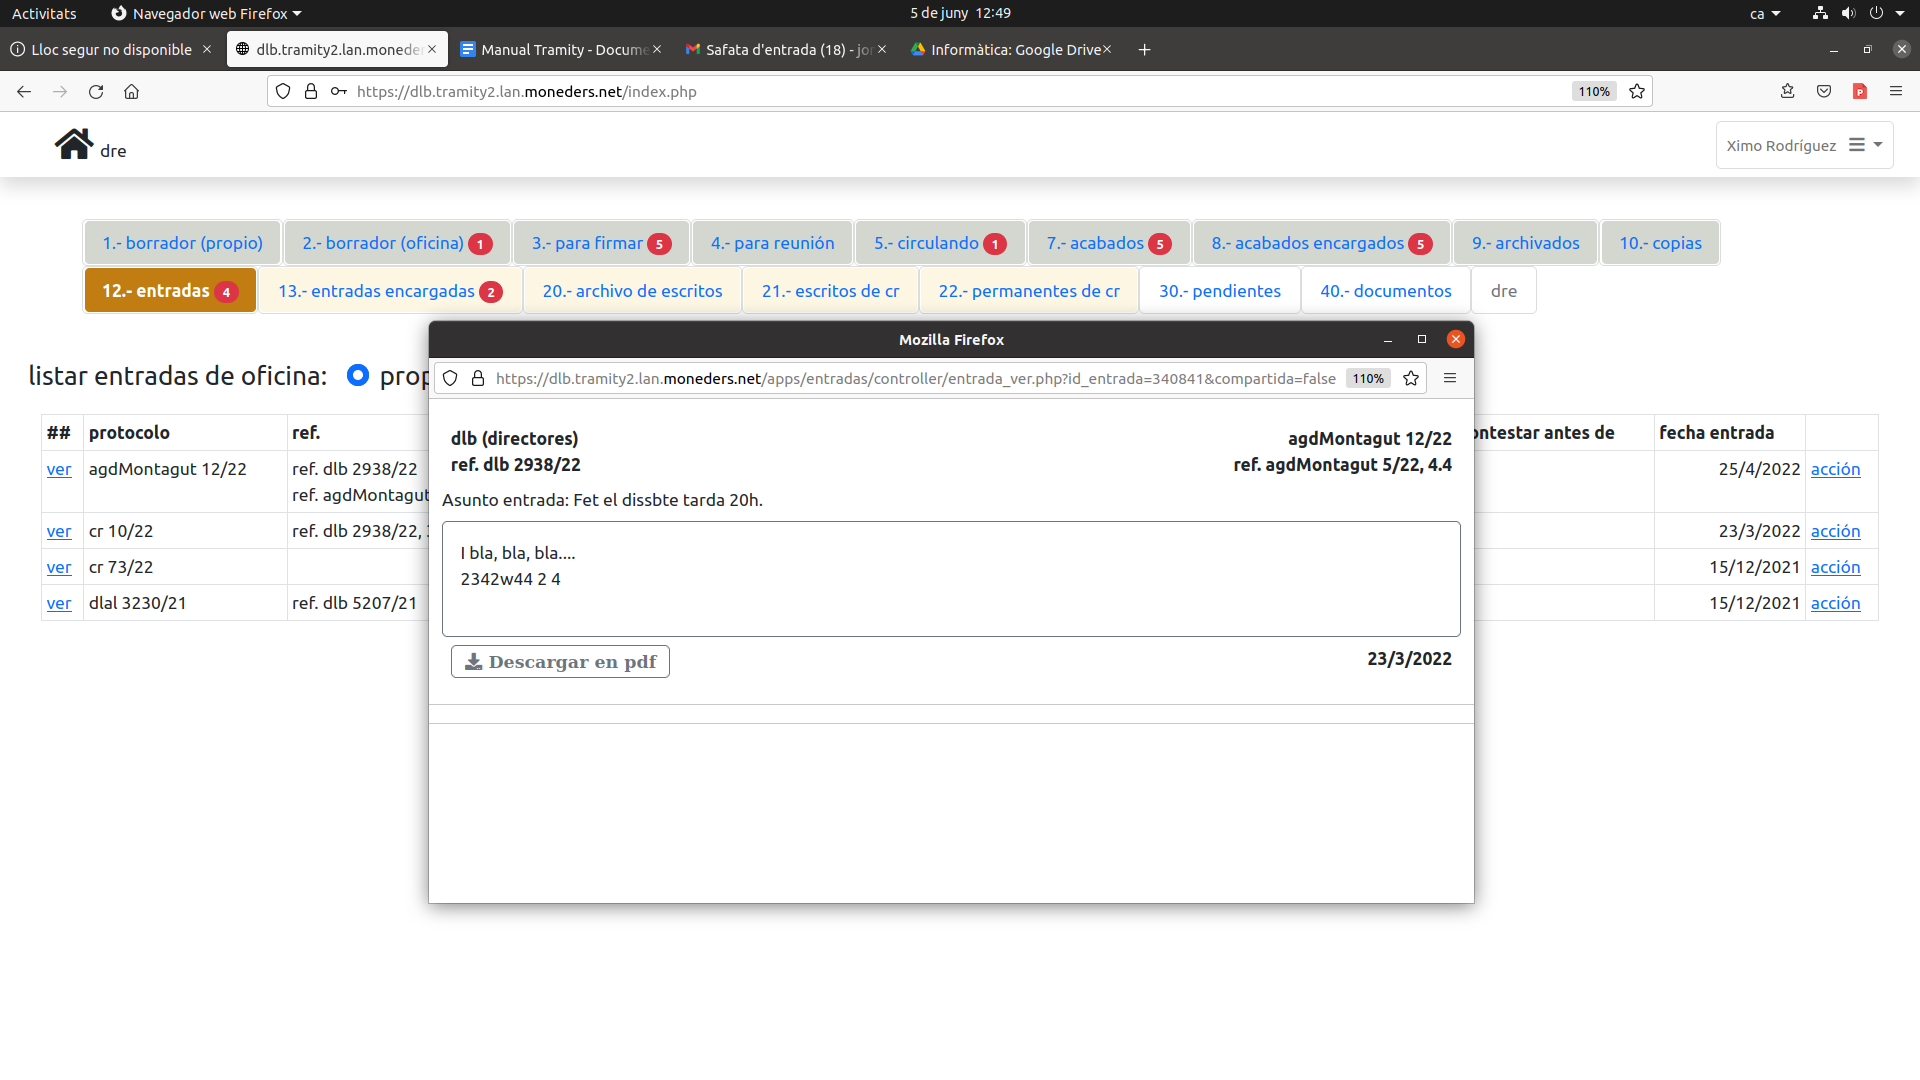 Activitats Navegador web Firefox 5 de juny 12:49 ca
Lloc segur no disponible dlb.tramity2.lan.moneders Manual Tramity - Docume Safata d'entrada (18) - jor Informàtica: Google Drive
https://dlb.tramity2.lan.moneders.net/index.php 110%
dre Ximo Rodríguez
1.- borrador (propio) 2.- borrador (oficina) 1 3.- para firmar 5 4.- para reunión 5.- circulando 1 7.- acabados 5 8.- acabados encargados 5 9.- archivados 10.- copias
12.- entradas 4 13.- entradas encargadas 2 20.- archivo de escritos 21.- escritos de cr 22.- permanentes de cr 30.- pendientes 40.- documentos dre
Mozilla Firefox
listar entradas de oficina: prop
https://dlb.tramity2.lan.moneders.net/apps/entradas/controller/entrada_ver.php?id_entrada=340841&compartida=false 110%
## protocolo ref. ontestar antes de fecha entrada
dlb (directores) agdMontagut 12/22
ref. dlb 2938/22 ref. agdMontagut 5/22, 4.4
ver agdMontagut 12/22 ref. dlb 2938/22 25/4/2022 acción
ref. agdMontagut
Asunto entrada: Fet el dissbte tarda 20h.
ver cr 10/22 ref. dlb 2938/22, 23/3/2022 acción
I bla, bla, bla....
ver cr 73/22 15/12/2021 acción
2342w44 2 4
ver dlal 3230/21 ref. dlb 5207/21 15/12/2021 acción
Descargar en pdf 23/3/2022